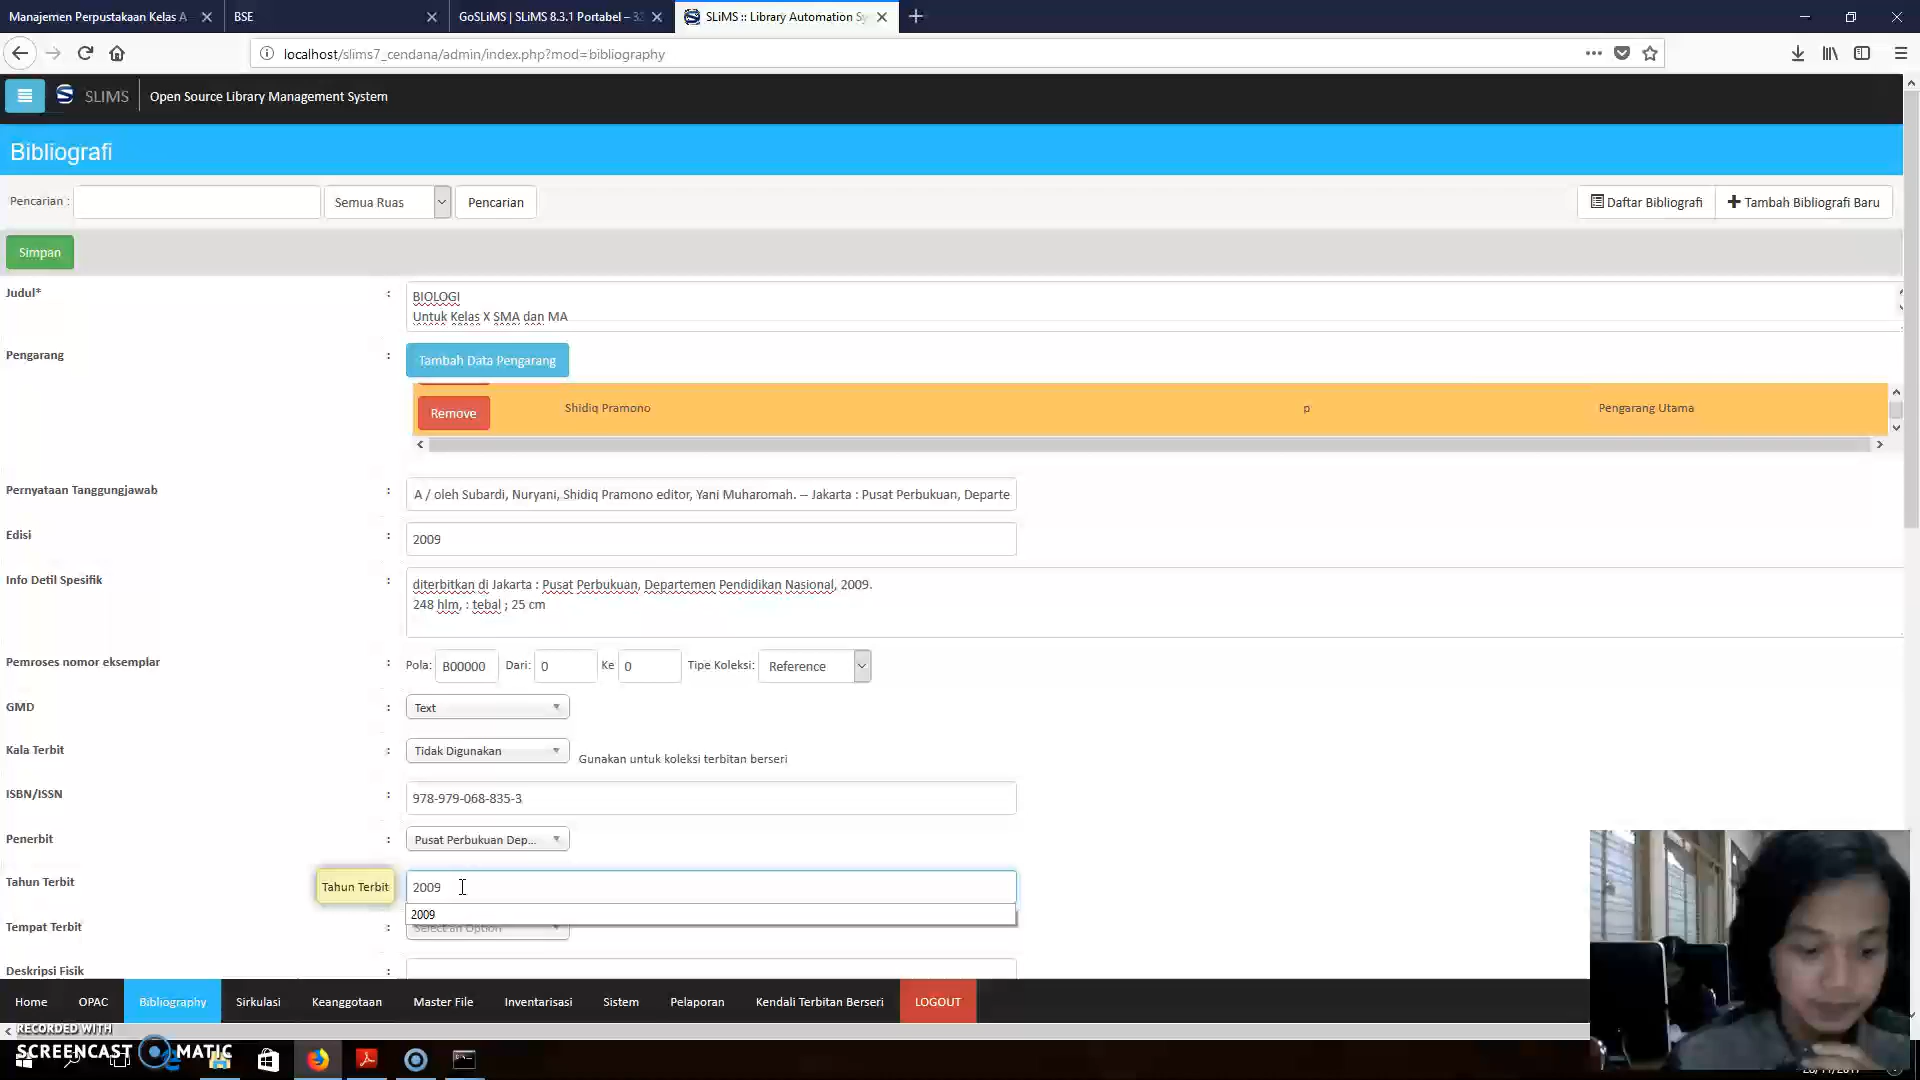 Manajemen Perpustakaan Kelas A
BSE
GoSLiMS | SLiMS 8.3.1 Portabel –
SLiMS :: Library Automation Sy
localhost/slims7_cendana/admin/index.php?mod=bibliography
SLiMS
Open Source Library Management System
Bibliografi
Pencarian :
Semua Ruas
Pencarian
Daftar Bibliografi
Tambah Bibliografi Baru
Simpan
Judul* :
BIOLOGI
Untuk Kelas X SMA dan MA
Pengarang :
Tambah Data Pengarang
Remove Shidiq Pramono p Pengarang Utama
Pernyataan Tanggungjawab : A / oleh Subardi, Nuryani, Shidiq Pramono editor, Yani Muharomah. -- Jakarta : Pusat Perbukuan, Departe
Edisi : 2009
Info Detil Spesifik : diterbitkan di Jakarta : Pusat Perbukuan, Departemen Pendidikan Nasional, 2009.
248 hlm, : tebal ; 25 cm
Pemroses nomor eksemplar : Pola: B00000 Dari: 0 Ke 0 Tipe Koleksi: Reference
GMD : Text
Kala Terbit : Tidak Digunakan Gunakan untuk koleksi terbitan berseri
ISBN/ISSN : 978-979-068-835-3
Penerbit : Pusat Perbukuan Dep...
Tahun Terbit : Tahun Terbit 2009
2009
Tempat Terbit : Select an Option
Deskripsi Fisik :
Home OPAC Bibliography Sirkulasi Keanggotaan Master File Inventarisasi Sistem Pelaporan Kendali Terbitan Berseri LOGOUT
RECORDED WITH
SCREENCAST MATIC